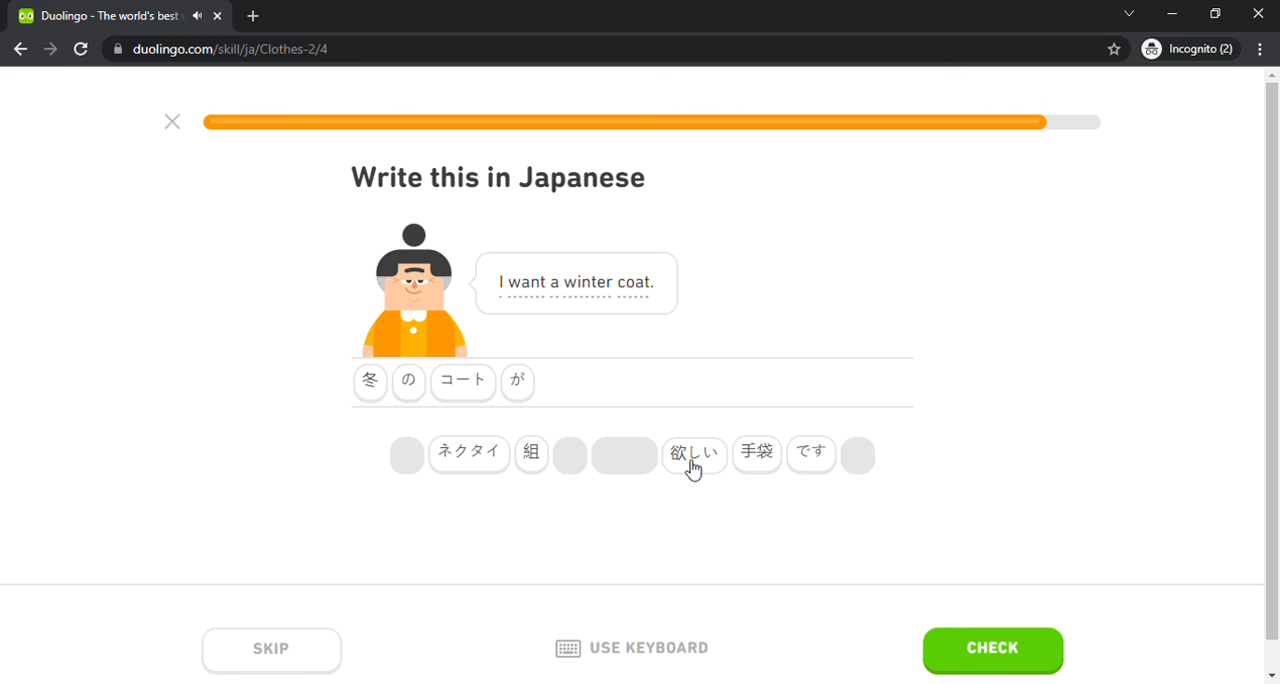 Duolingo - The world's best
duolingo.com/skill/ja/Clothes-2/4
Incognito (2)
Write this in Japanese
I want a winter coat.
冬 の コート が
ネクタイ 組 欲しい 手袋 です
SKIP
USE KEYBOARD
CHECK